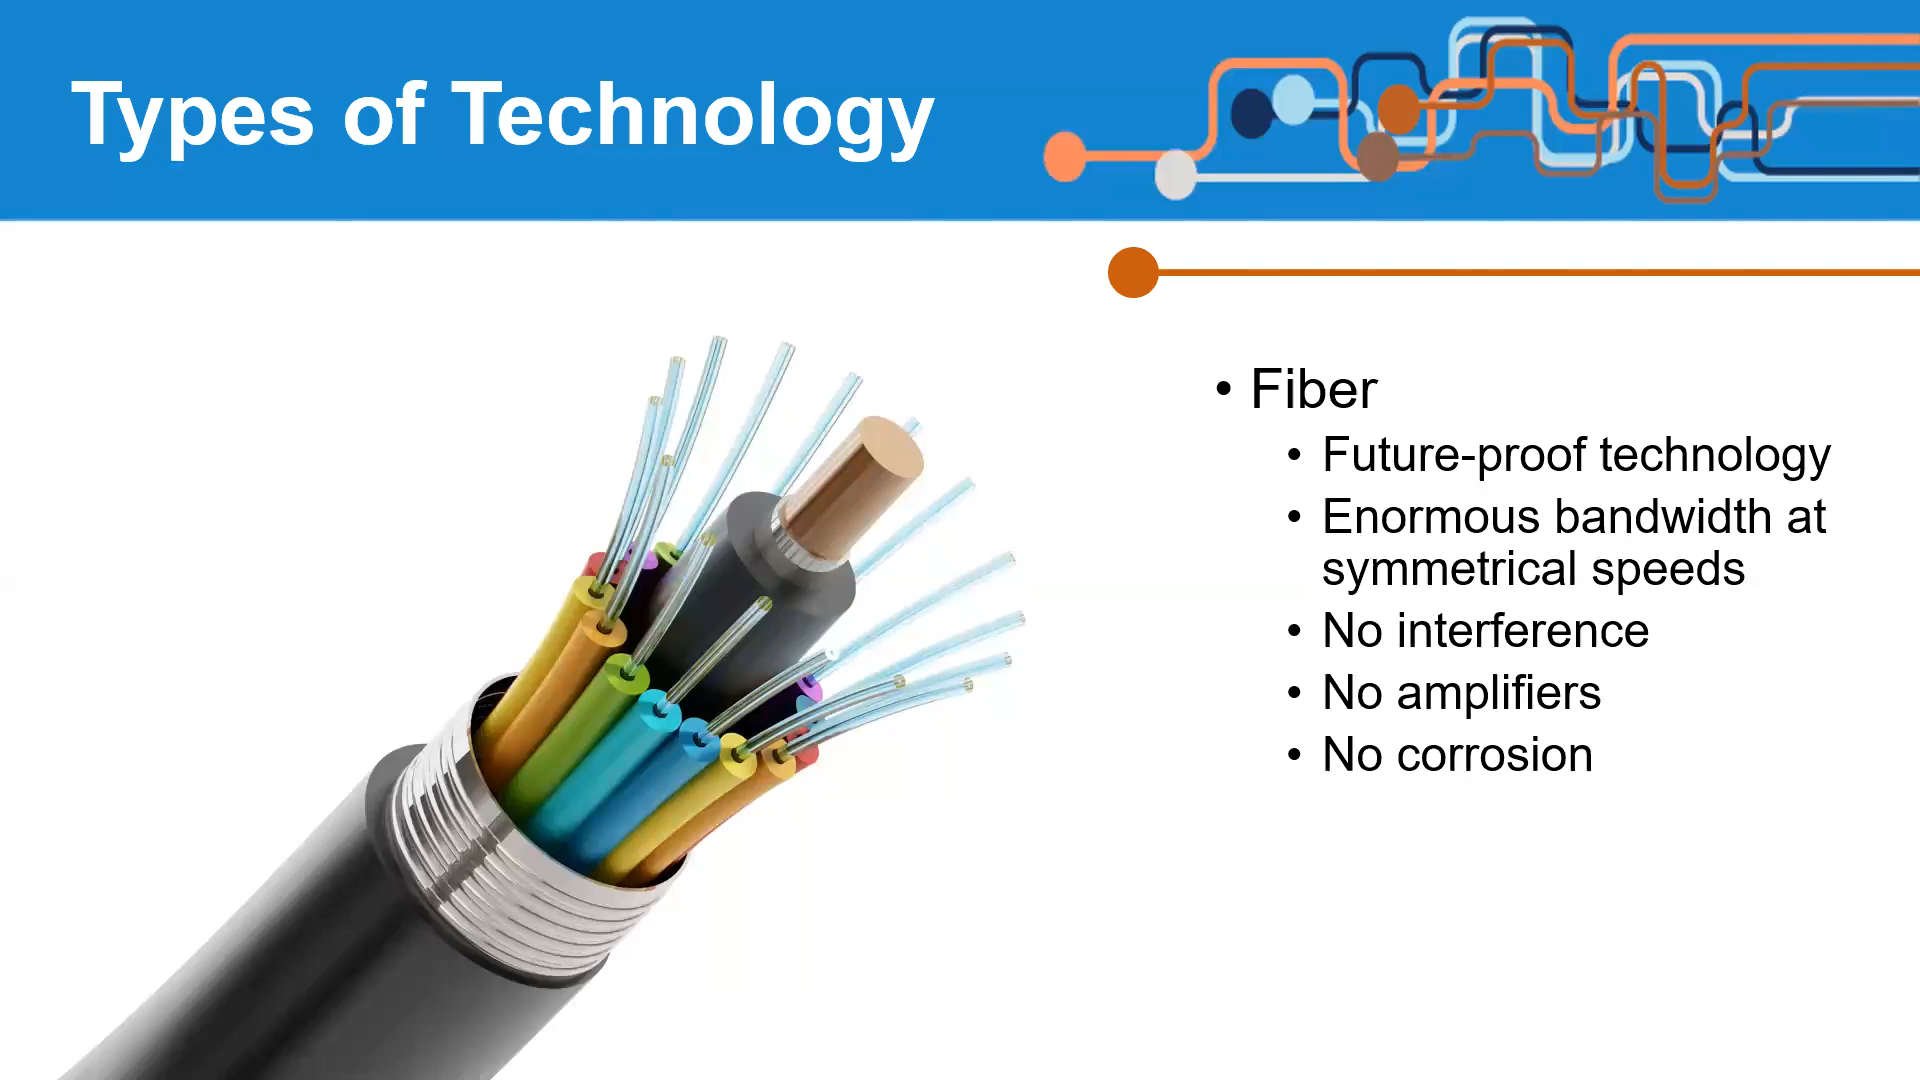 Types of Technology
• Fiber
• Future-proof technology
• Enormous bandwidth at
symmetrical speeds
• No interference
• No amplifiers
• No corrosion